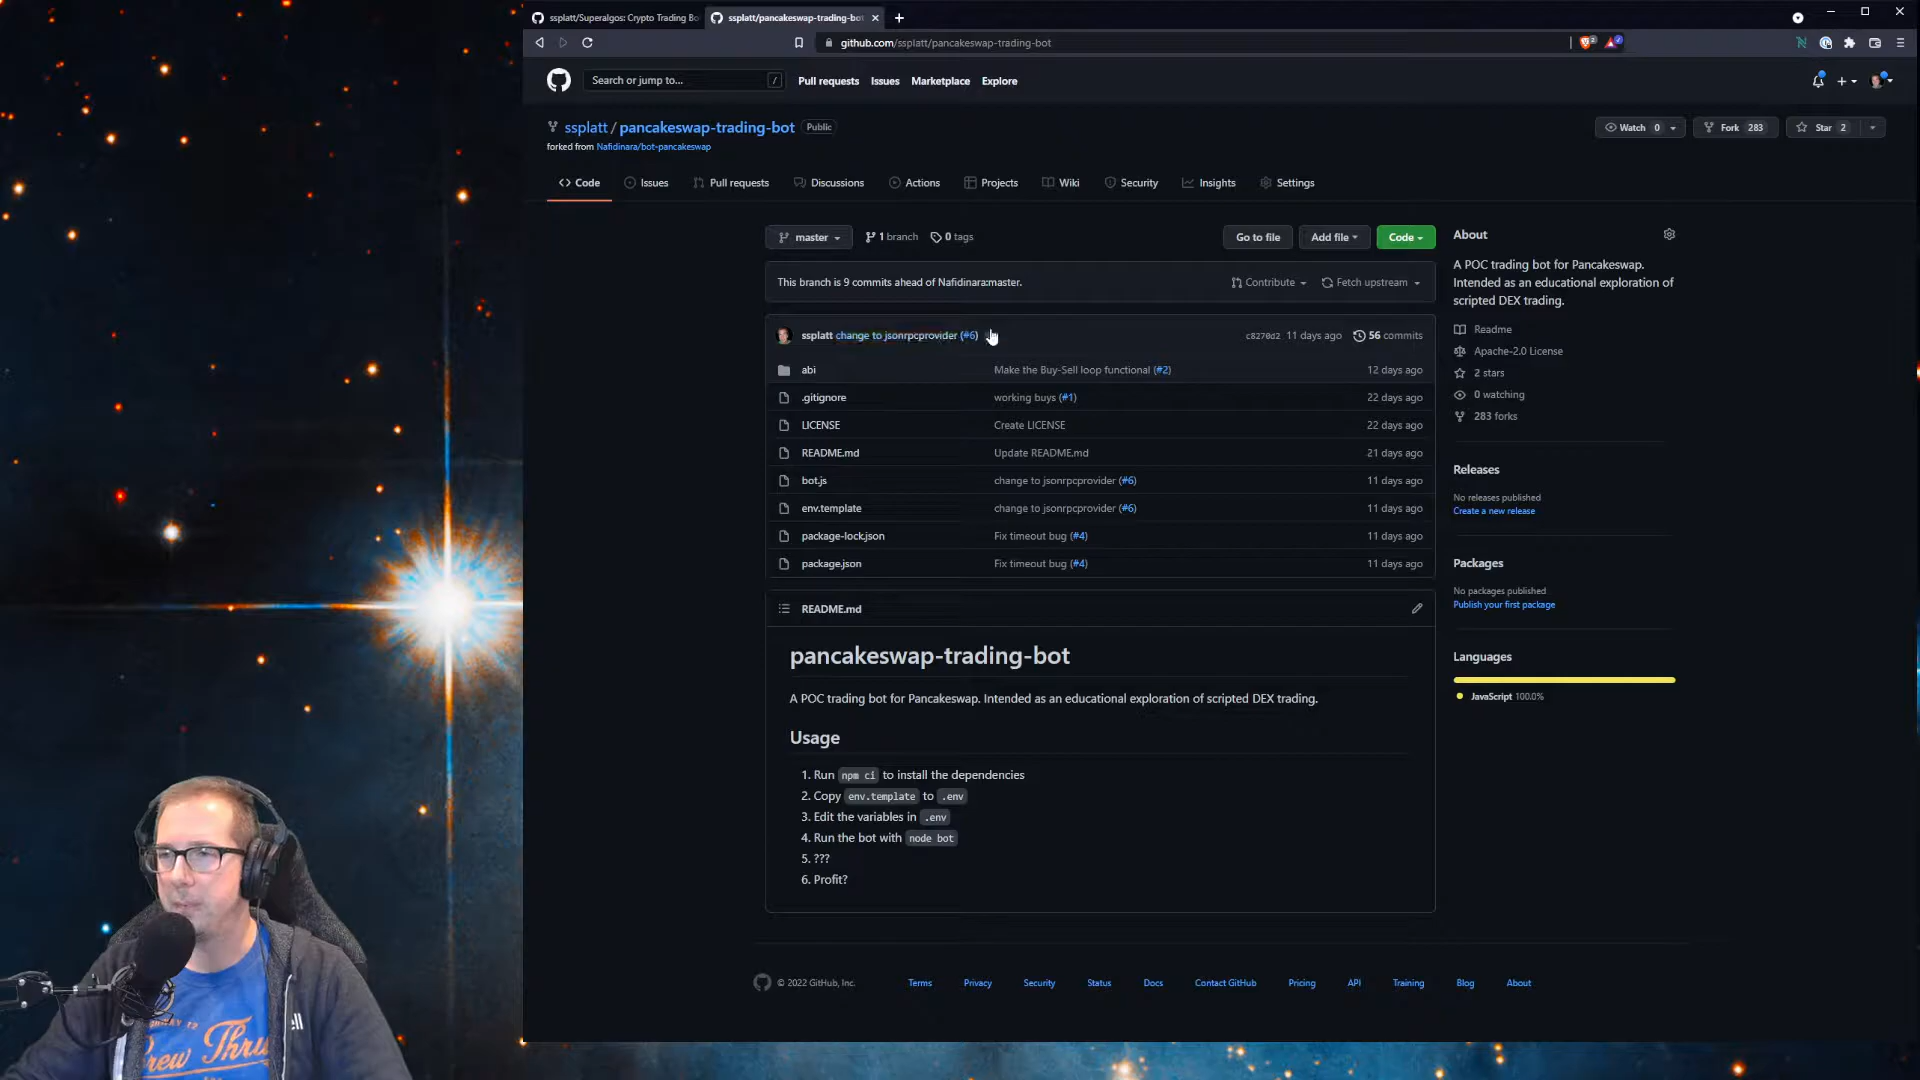 ssplatt/Superalgos: Crypto Trading Bo
ssplatt/pancakeswap-trading-bot
github.com/ssplatt/pancakeswap-trading-bot
Search or jump to... /
Pull requests Issues Marketplace Explore
ssplatt / pancakeswap-trading-bot Public
forked from Nafidinara/bot-pancakeswap
Watch 0 Fork 283 Star 2
Code Issues Pull requests Discussions Actions Projects Wiki Security Insights Settings
master 1 branch 0 tags Go to file Add file Code
This branch is 9 commits ahead of Nafidinara:master. Contribute Fetch upstream
ssplatt change to jsonrpcprovider (#6) c8270d2 11 days ago 56 commits
abi Make the Buy-Sell loop functional (#2) 12 days ago
.gitignore working buys (#1) 22 days ago
LICENSE Create LICENSE 22 days ago
README.md Update README.md 21 days ago
bot.js change to jsonrpcprovider (#6) 11 days ago
env.template change to jsonrpcprovider (#6) 11 days ago
package-lock.json Fix timeout bug (#4) 11 days ago
package.json Fix timeout bug (#4) 11 days ago
README.md
pancakeswap-trading-bot
A POC trading bot for Pancakeswap. Intended as an educational exploration of scripted DEX trading.
Usage
1. Run npm ci to install the dependencies
2. Copy env.template to .env
3. Edit the variables in .env
4. Run the bot with node bot
5. ???
6. Profit?
About
A POC trading bot for Pancakeswap.
Intended as an educational exploration of
scripted DEX trading.
Readme
Apache-2.0 License
2 stars
0 watching
283 forks
Releases
No releases published
Create a new release
Packages
No packages published
Publish your first package
Languages
JavaScript 100.0%
© 2022 GitHub, Inc. Terms Privacy Security Status Docs Contact GitHub Pricing API Training Blog About